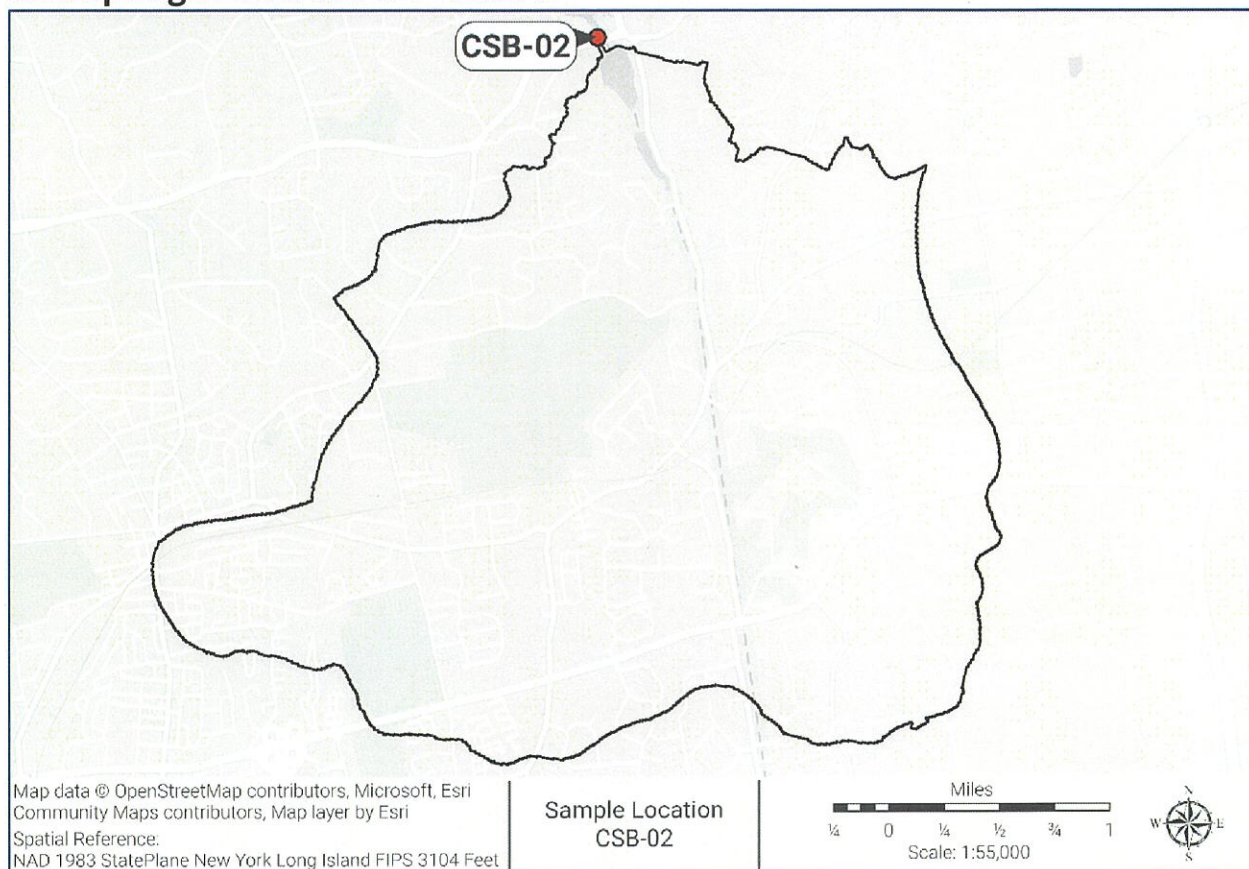 CSB-02
Map data © OpenStreetMap contributors, Microsoft, Esri
Community Maps contributors, Map layer by Esri
Spatial Reference:
NAD 1983 StatePlane New York Long Island FIPS 3104 Feet
Sample Location
CSB-02
Miles
¼ 0 ¼ ½ ¾ 1
Scale: 1:55,000
N
W E
S